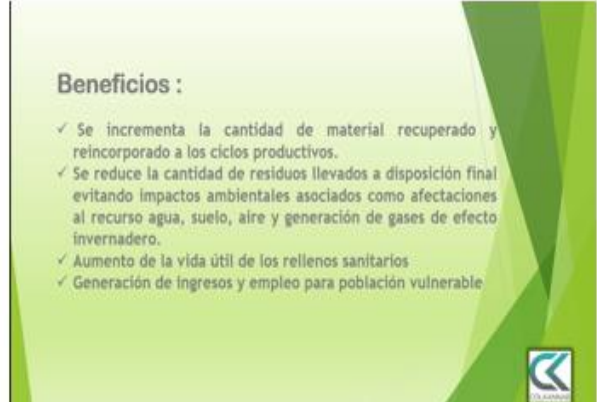 Beneficios :
✓ Se incrementa la cantidad de material recuperado y
reincorporado a los ciclos productivos.
✓ Se reduce la cantidad de residuos llevados a disposición final
evitando impactos ambientales asociados como afectaciones
al recurso agua, suelo, aire y generación de gases de efecto
invernadero.
✓ Aumento de la vida útil de los rellenos sanitarios
✓ Generación de ingresos y empleo para población vulnerable